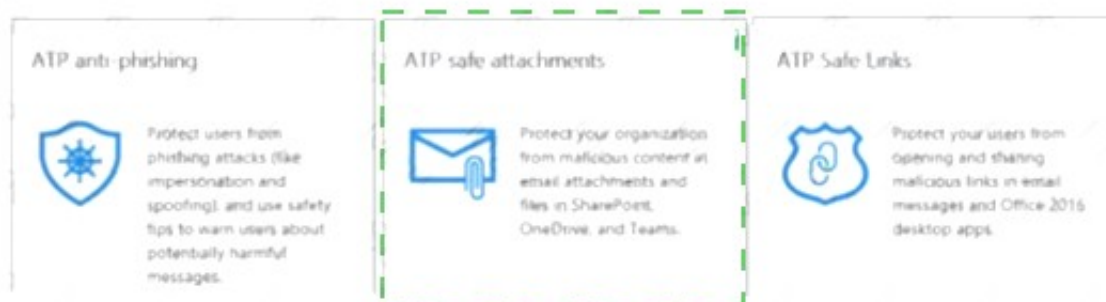 ATP anti-phishing
Protect users from
phishing attacks (like
impersonation and
spoofing), and use safety
tips to warn users about
potentially harmful
messages.
ATP safe attachments
Protect your organization
from malicious content in
email attachments and
files in SharePoint,
OneDrive, and Teams.
ATP Safe Links
Protect your users from
opening and sharing
malicious links in email
messages and Office 2016
desktop apps.